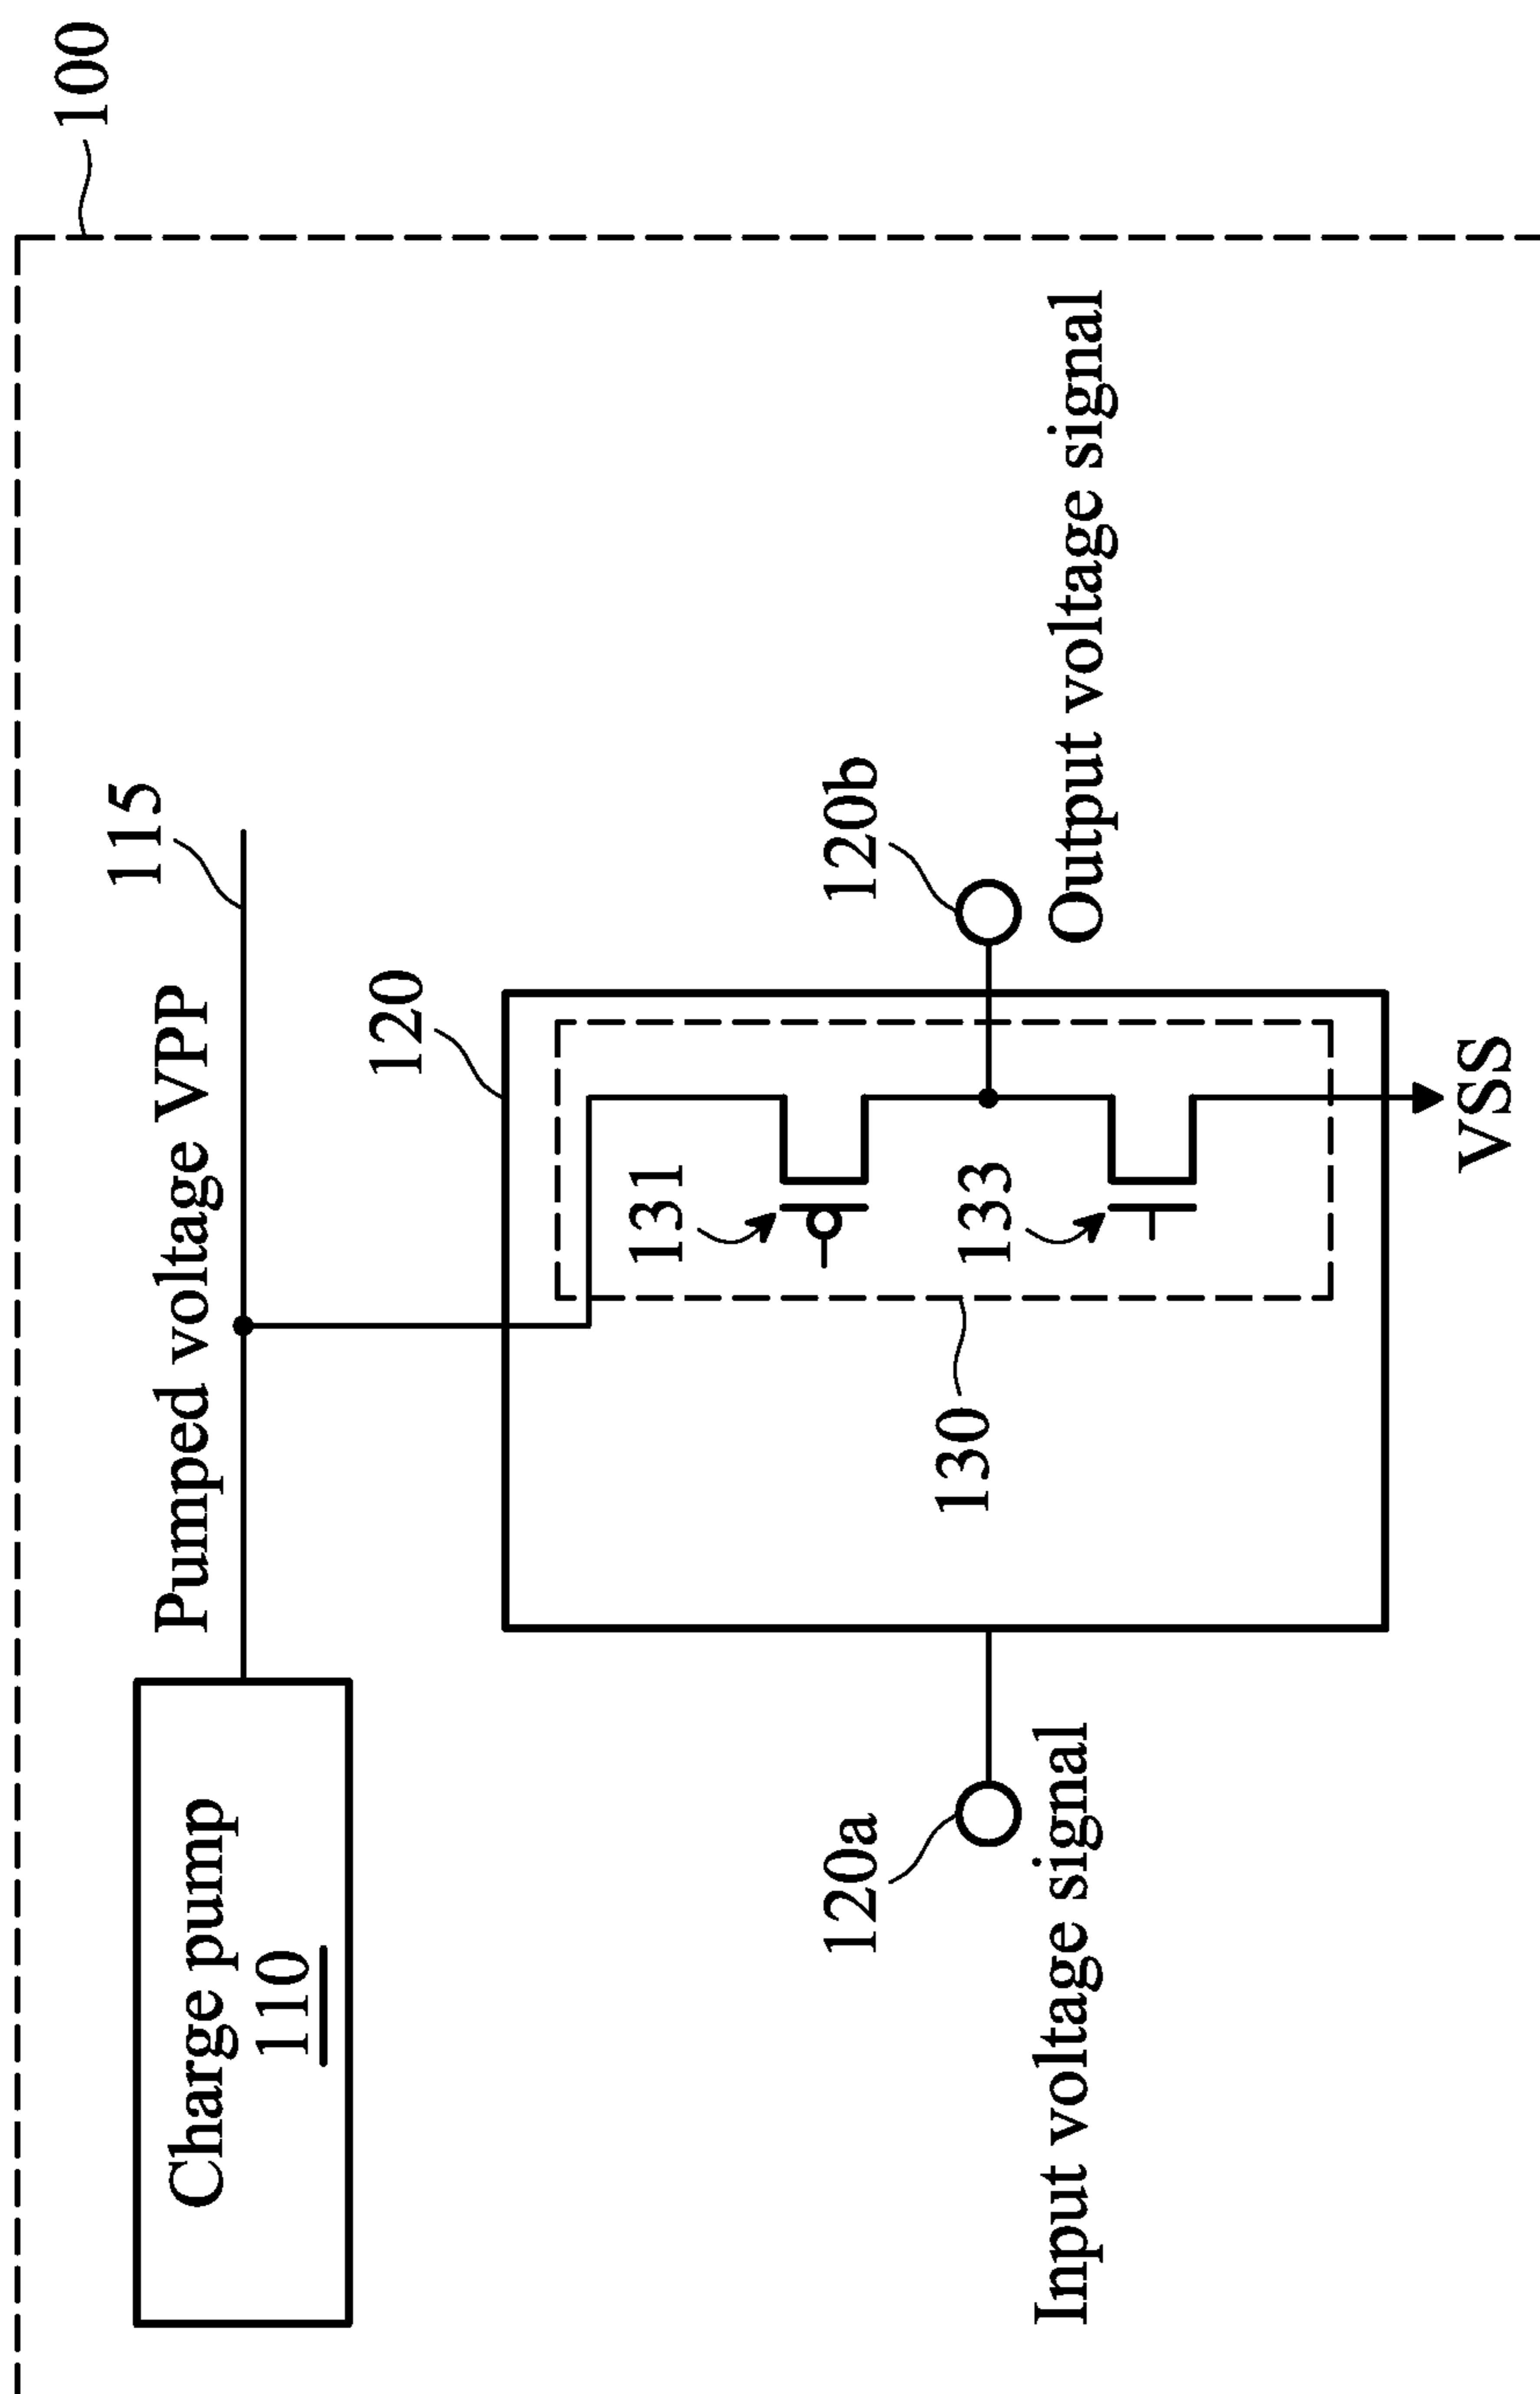 100
115
Pumped voltage VPP
Charge pump
110
120
131
133
130
120a
120b
Input voltage signal
Output voltage signal
VSS